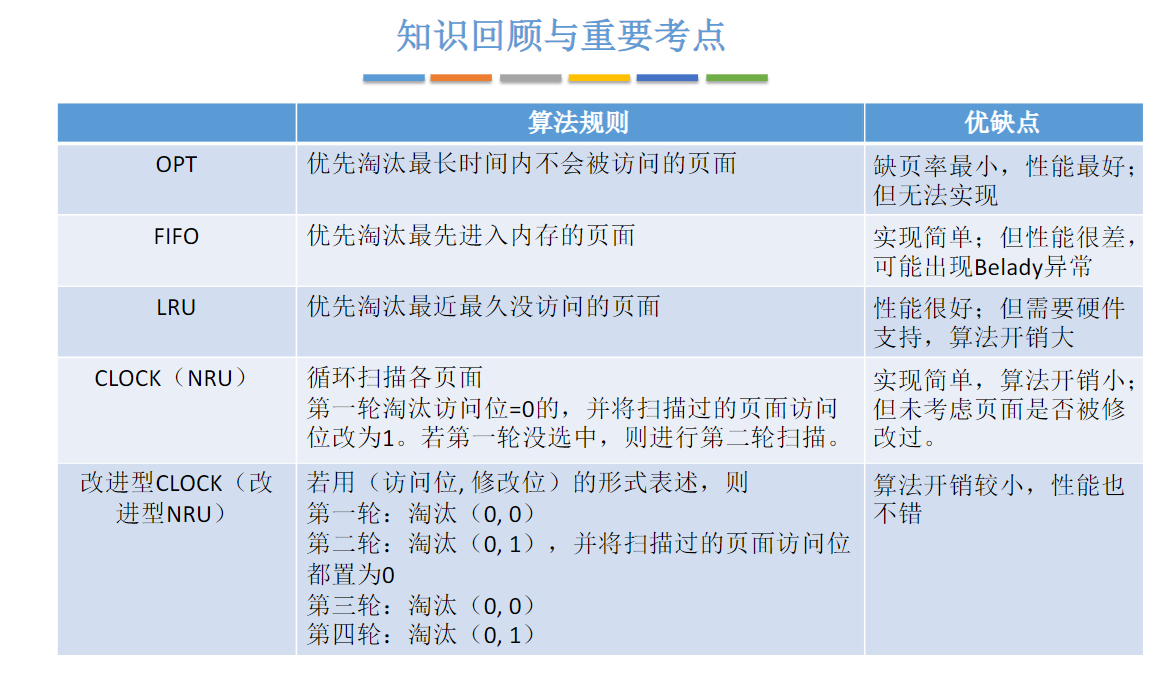 知识回顾与重要考点
算法规则
优缺点
OPT
优先淘汰最长时间内不会被访问的页面
缺页率最小，性能最好；
但无法实现
FIFO
优先淘汰最先进入内存的页面
实现简单；但性能很差，
可能出现Belady异常
LRU
优先淘汰最近最久没访问的页面
性能很好；但需要硬件
支持，算法开销大
CLOCK（NRU）
循环扫描各页面
第一轮淘汰访问位=0的，并将扫描过的页面访问
位改为1。若第一轮没选中，则进行第二轮扫描。
实现简单，算法开销小；
但未考虑页面是否被修
改过。
改进型CLOCK（改
进型NRU）
若用（访问位, 修改位）的形式表述，则
第一轮：淘汰（0, 0）
第二轮：淘汰（0, 1），并将扫描过的页面访问位
都置为0
第三轮：淘汰（0, 0）
第四轮：淘汰（0, 1）
算法开销较小，性能也
不错